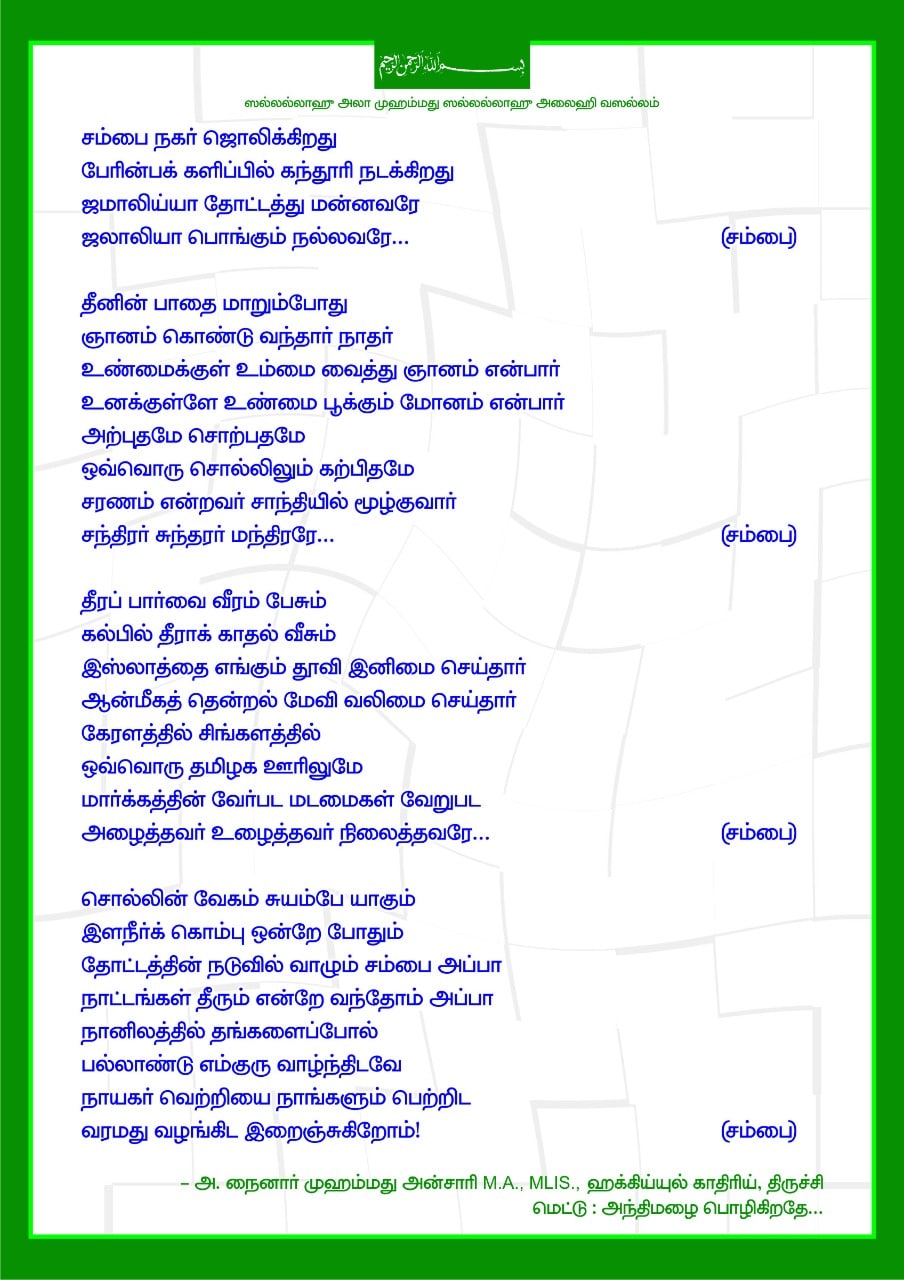 بسم الله الرحمن الرحيم
ஸல்லல்லாஹு அலா முஹம்மது ஸல்லல்லாஹு அலைஹி வஸல்லம்
சம்பை நகர் ஜொலிக்கிறது
பேரின்பக் களிப்பில் கந்தூரி நடக்கிறது
ஜமாலிய்யா தோட்டத்து மன்னவரே
ஜலாலியா பொங்கும் நல்லவரே... (சம்பை)
தீனின் பாதை மாறும்போது
ஞானம் கொண்டு வந்தார் நாதர்
உண்மைக்குள் உம்மை வைத்து ஞானம் என்பார்
உனக்குள்ளே உண்மை பூக்கும் மோனம் என்பார்
அற்புதமே சொற்பதமே
ஒவ்வொரு சொல்லிலும் கற்பிதமே
சரணம் என்றவர் சாந்தியில் மூழ்குவார்
சந்திரர் சுந்தரர் மந்திரரே... (சம்பை)
தீரப் பார்வை வீரம் பேசும்
கல்பில் தீராக் காதல் வீசும்
இஸ்லாத்தை எங்கும் தூவி இனிமை செய்தார்
ஆன்மீகத் தென்றல் மேவி வலிமை செய்தார்
கேரளத்தில் சிங்களத்தில்
ஒவ்வொரு தமிழக ஊரிலுமே
மார்க்கத்தின் வேர்பட மடமைகள் வேறுபட
அழைத்தவர் உழைத்தவர் நிலைத்தவரே... (சம்பை)
சொல்லின் வேகம் சுயம்பே யாகும்
இளநீர்க் கொம்பு ஒன்றே போதும்
தோட்டத்தின் நடுவில் வாழும் சம்பை அப்பா
நாட்டங்கள் தீரும் என்றே வந்தோம் அப்பா
நானிலத்தில் தங்களைப்போல்
பல்லாண்டு எம்குரு வாழ்ந்திடவே
நாயகர் வெற்றியை நாங்களும் பெற்றிட
வரமது வழங்கிட இறைஞ்சுகிறோம்! (சம்பை)
– அ. நைனார் முஹம்மது அன்சாரி M.A., MLIS., ஹக்கிய்யுல் காதிரிய், திருச்சி
மெட்டு : அந்திமழை பொழிகிறதே...